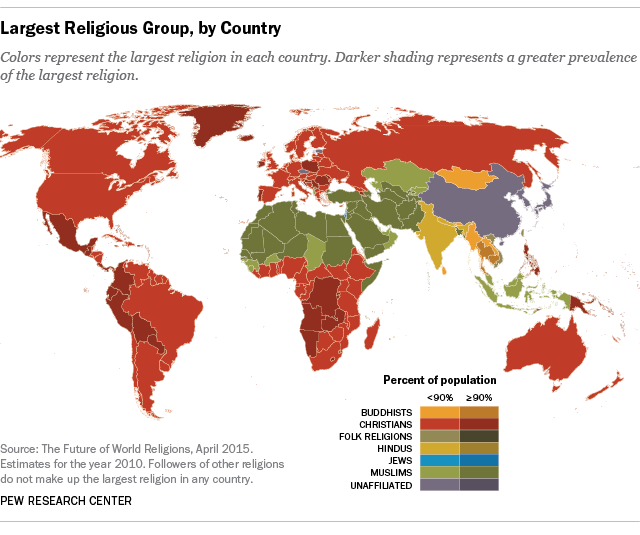 Largest Religious Group, by Country
Colors represent the largest religion in each country. Darker shading represents a greater prevalence
of the largest religion.
Percent of population
<90% ≥90%
BUDDHISTS
CHRISTIANS
FOLK RELIGIONS
HINDUS
JEWS
MUSLIMS
UNAFFILIATED
Source: The Future of World Religions, April 2015.
Estimates for the year 2010. Followers of other religions
do not make up the largest religion in any country.
PEW RESEARCH CENTER